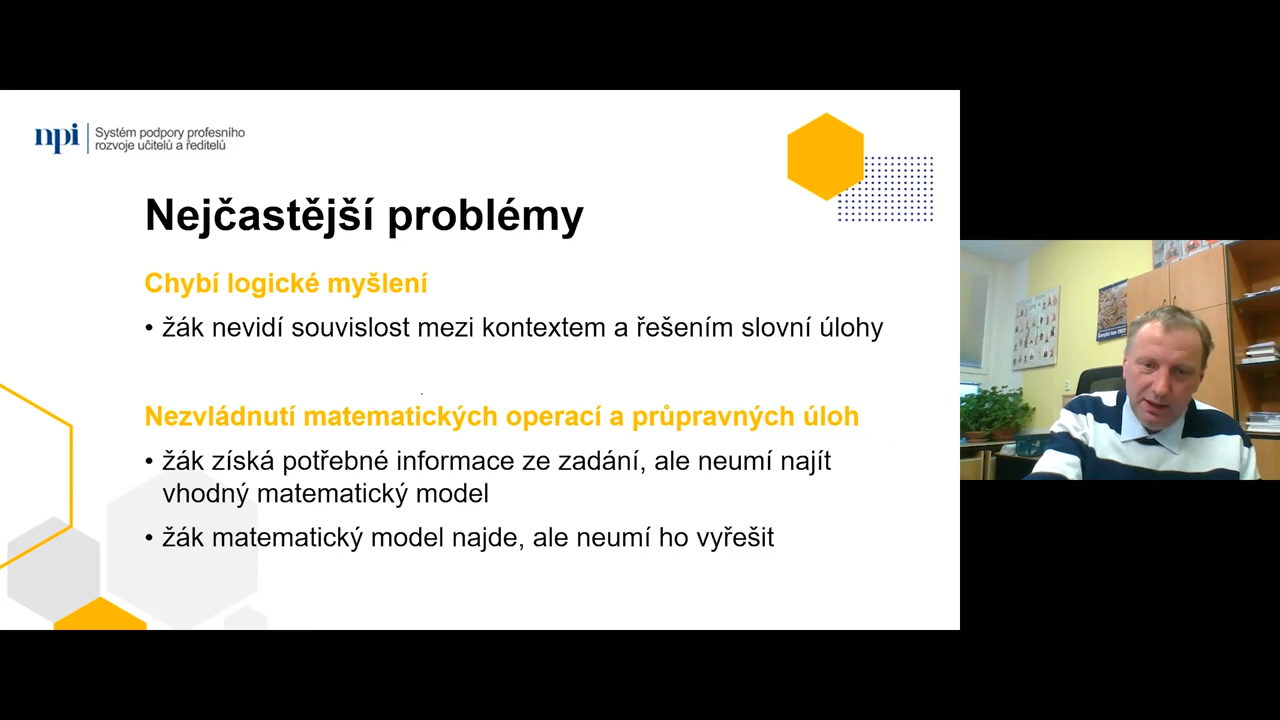 npi
Systém podpory profesního
rozvoje učitelů a ředitelů
Nejčastější problémy
Chybí logické myšlení
• žák nevidí souvislost mezi kontextem a řešením slovní úlohy
Nezvládnutí matematických operací a průpravných úloh
• žák získá potřebné informace ze zadání, ale neumí najít
vhodný matematický model
• žák matematický model najde, ale neumí ho vyřešit